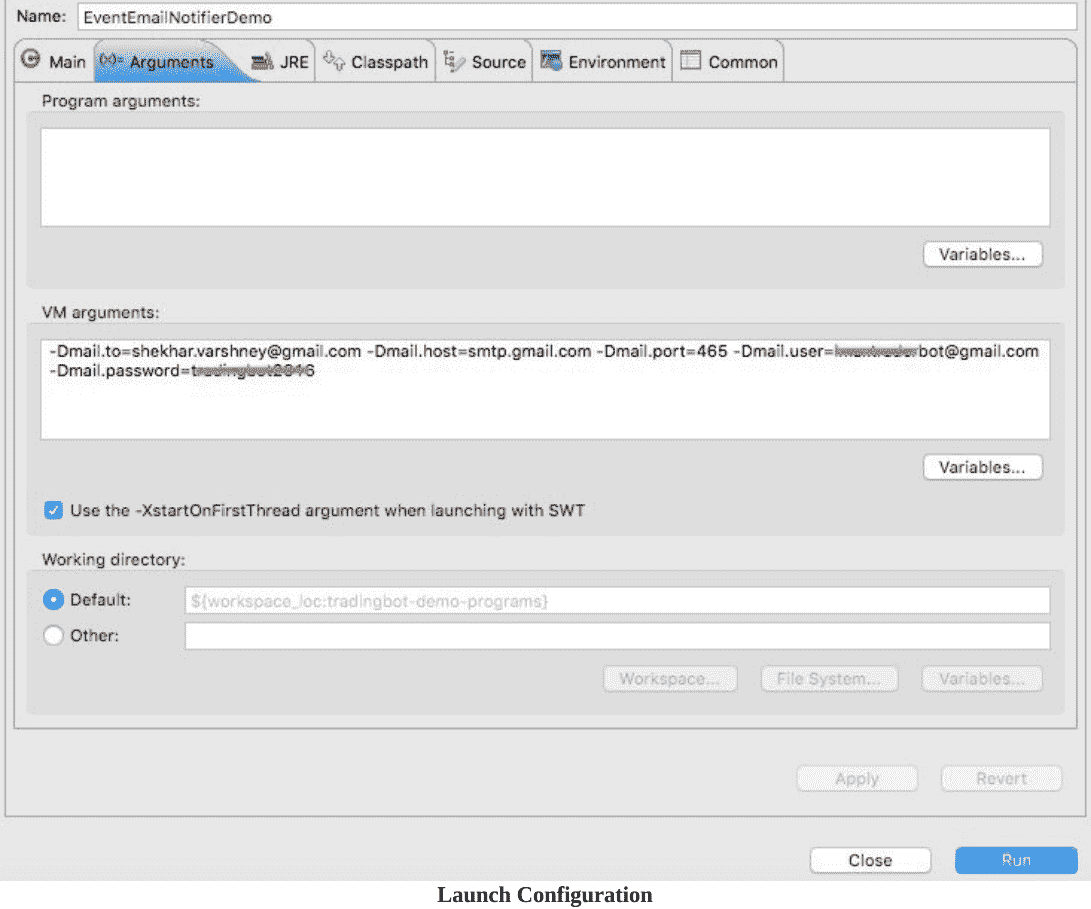 Name: EventEmailNotifierDemo
Main (x)= Arguments JRE Classpath Source Environment Common
Program arguments:
Variables...
VM arguments:
-Dmail.to=shekhar.varshney@gmail.com -Dmail.host=smtp.gmail.com -Dmail.port=465 -Dmail.user= bot@gmail.com
-Dmail.password=
Variables...
Use the -XstartOnFirstThread argument when launching with SWT
Working directory:
Default: ${workspace_loc:tradingbot-demo-programs}
Other:
Workspace... File System... Variables...
Apply Revert
Close Run
Launch Configuration